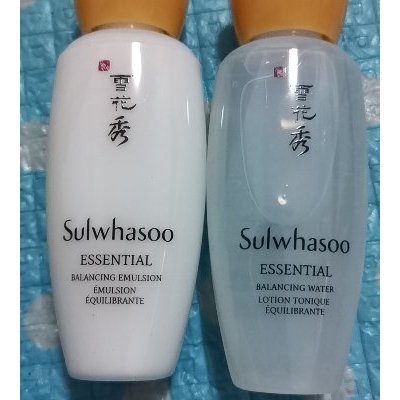 雪
花
秀
Sulwhasoo
ESSENTIAL
BALANCING EMULSION
ÉMULSION
ÉQUILIBRANTE
雪
花
秀
Sulwhasoo
ESSENTIAL
BALANCING WATER
LOTION TONIQUE
ÉQUILIBRANTE